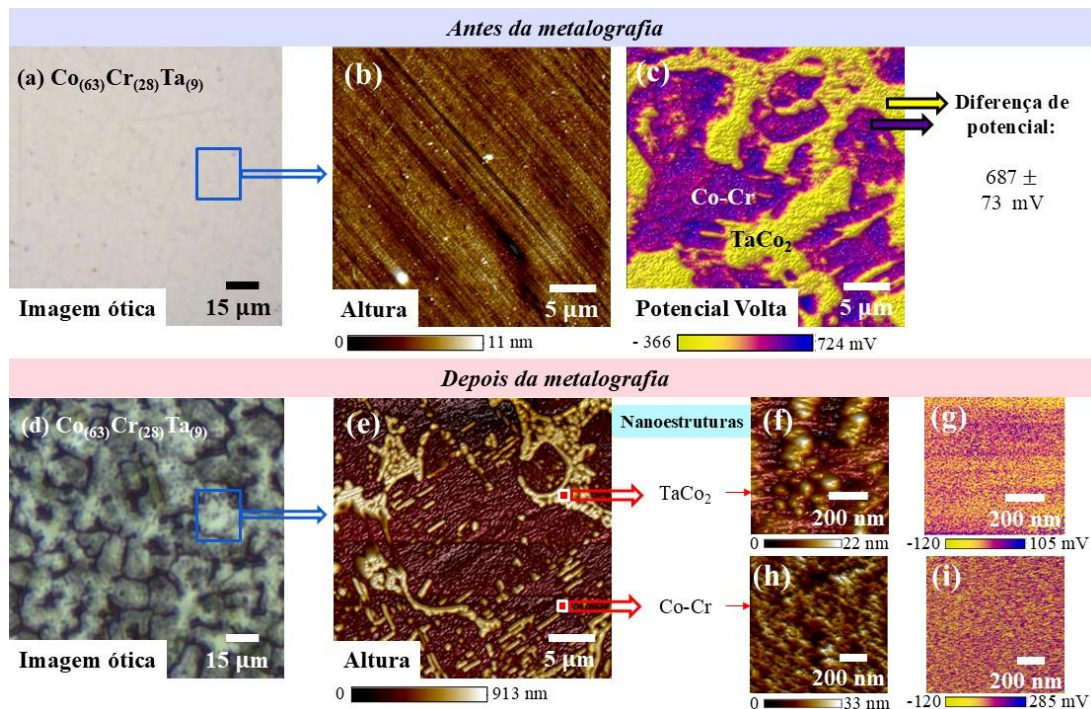 Antes da metalografia
(a) Co(63)Cr(28)Ta(9)
Imagem ótica
15 µm
(b)
Altura
5 µm
0 11 nm
(c)
Co-Cr
TaCo2
Potencial Volta
5 µm
- 366 724 mV
Diferença de
potencial:
687 ±
73 mV
Depois da metalografia
(d) Co(63)Cr(28)Ta(9)
Imagem ótica
15 µm
(e)
Altura
5 µm
0 913 nm
Nanoestruturas
TaCo2
Co-Cr
(f)
200 nm
0 22 nm
(g)
200 nm
-120 105 mV
(h)
200 nm
0 33 nm
(i)
200 nm
-120 285 mV